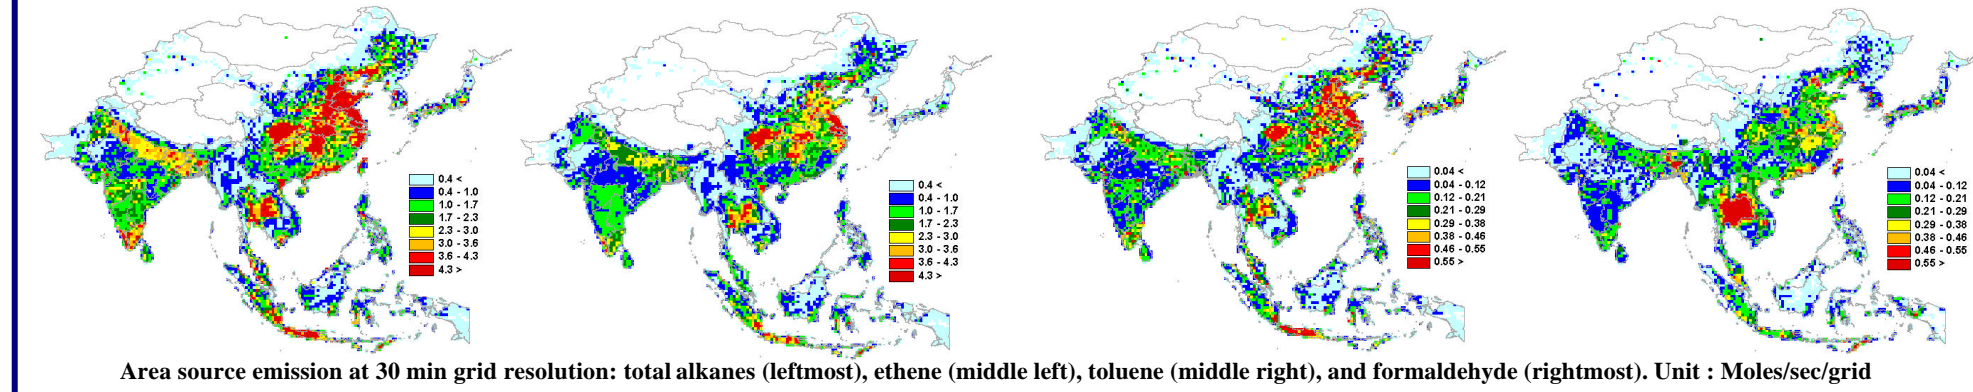 0.4 <
0.4 - 1.0
1.0 - 1.7
1.7 - 2.3
2.3 - 3.0
3.0 - 3.6
3.6 - 4.3
4.3 >
0.4 <
0.4 - 1.0
1.0 - 1.7
1.7 - 2.3
2.3 - 3.0
3.0 - 3.6
3.6 - 4.3
4.3 >
0.04 <
0.04 - 0.12
0.12 - 0.21
0.21 - 0.29
0.29 - 0.38
0.38 - 0.46
0.46 - 0.55
0.55 >
0.04 <
0.04 - 0.12
0.12 - 0.21
0.21 - 0.29
0.29 - 0.38
0.38 - 0.46
0.46 - 0.55
0.55 >
Area source emission at 30 min grid resolution: total alkanes (leftmost), ethene (middle left), toluene (middle right), and formaldehyde (rightmost). Unit : Moles/sec/grid